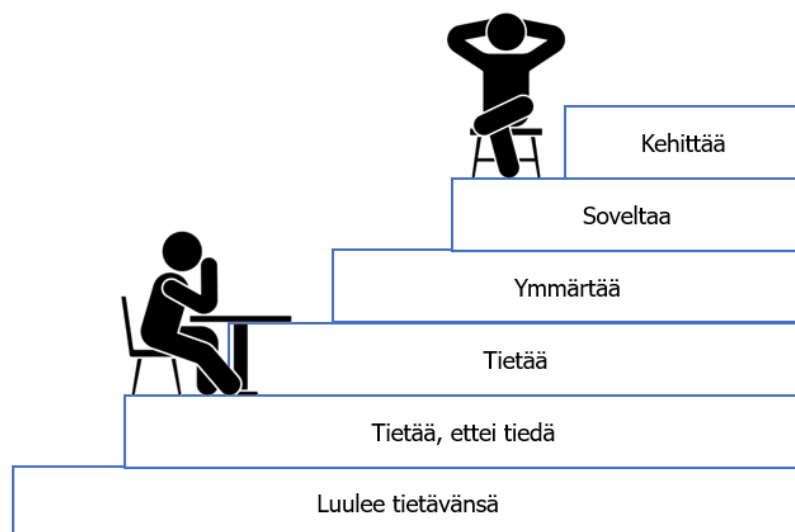 Kehittää
Soveltaa
Ymmärtää
Tietää
Tietää, ettei tiedä
Luulee tietävänsä